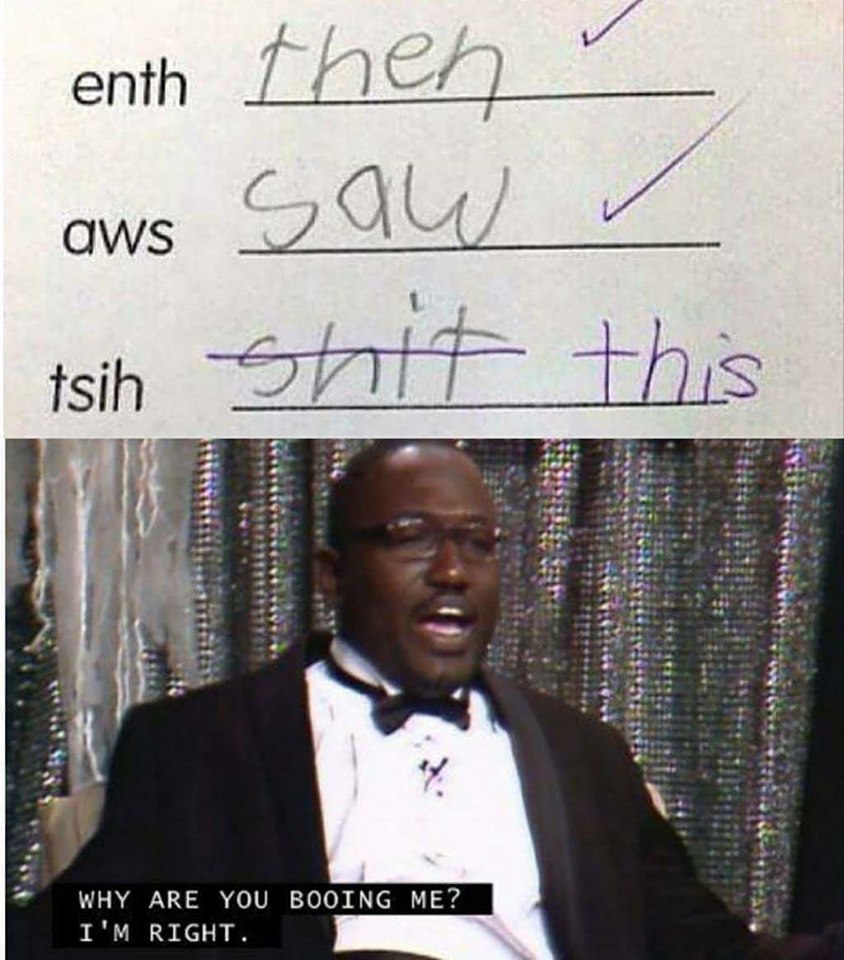 enth then
aws saw
tsih shit this
WHY ARE YOU BOOING ME?
I'M RIGHT.